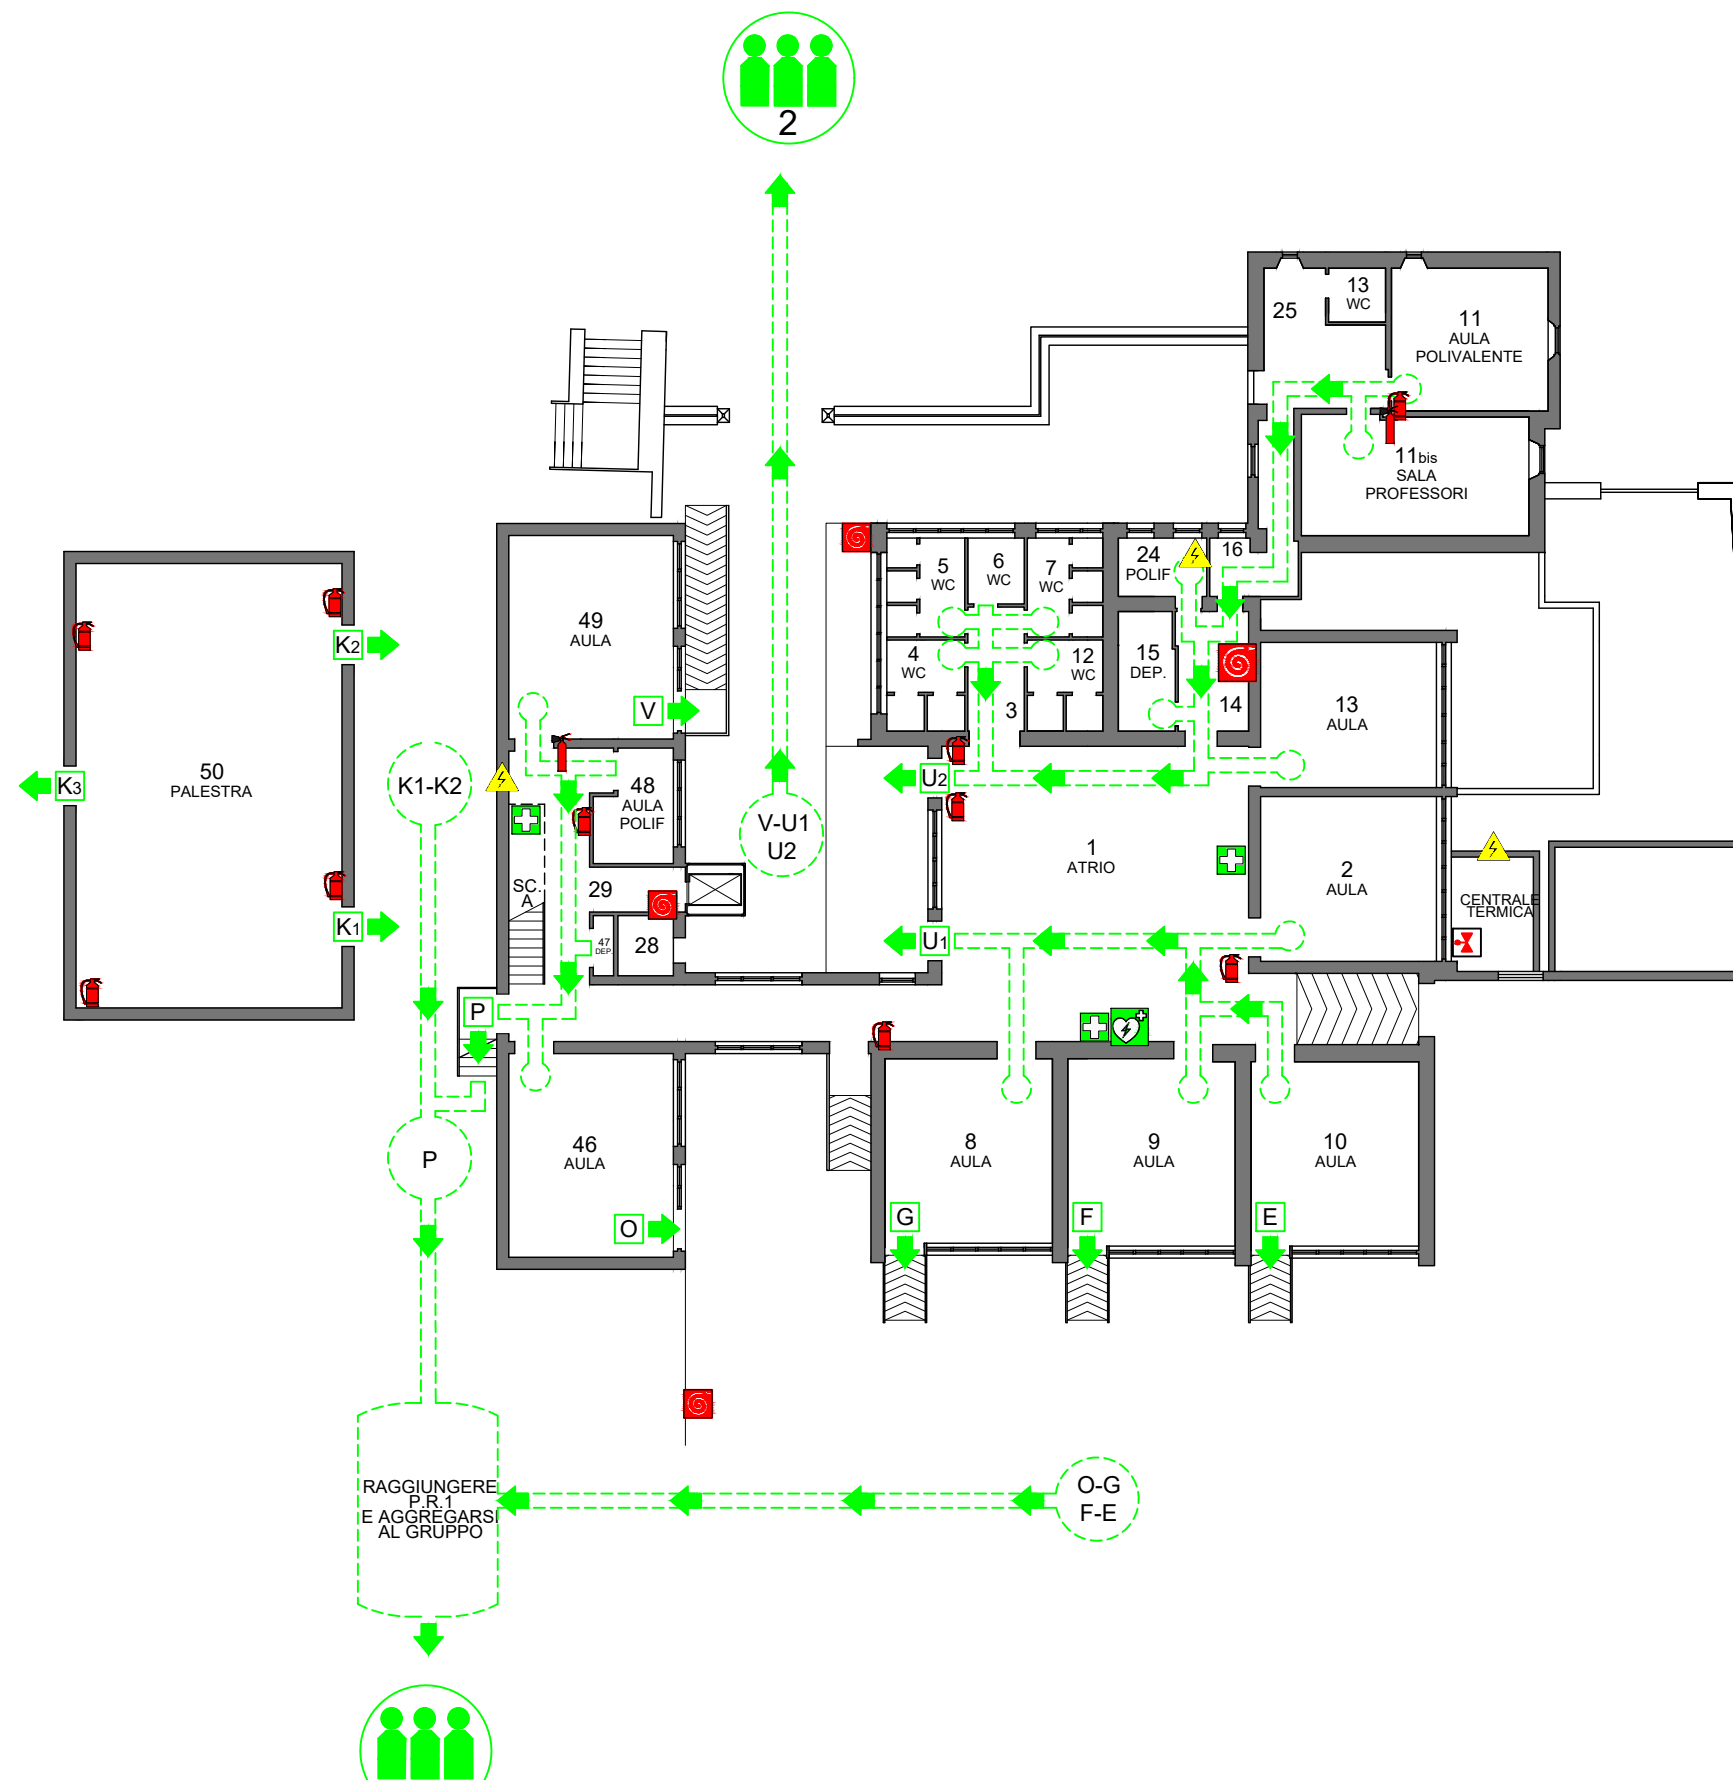 2
13
WC
25
11
AULA
POLIVALENTE
11bis
SALA
PROFESSORI
5
WC
6
WC
7
WC
24
POLIF
16
49
AULA
K2
4
WC
12
WC
15
DEP.
V
3
14
13
AULA
50
PALESTRA
K3
K1-K2
48
AULA
POLIF
V-U1
U2
U2
1
ATRIO
2
AULA
SC.
A
29
CENTRALE
TERMICA
K1
47
DEP.
28
U1
P
46
AULA
P
8
AULA
9
AULA
10
AULA
O
G
F
E
RAGGIUNGERE
P.R.1
E AGGREGARSI
AL GRUPPO
O-G
F-E